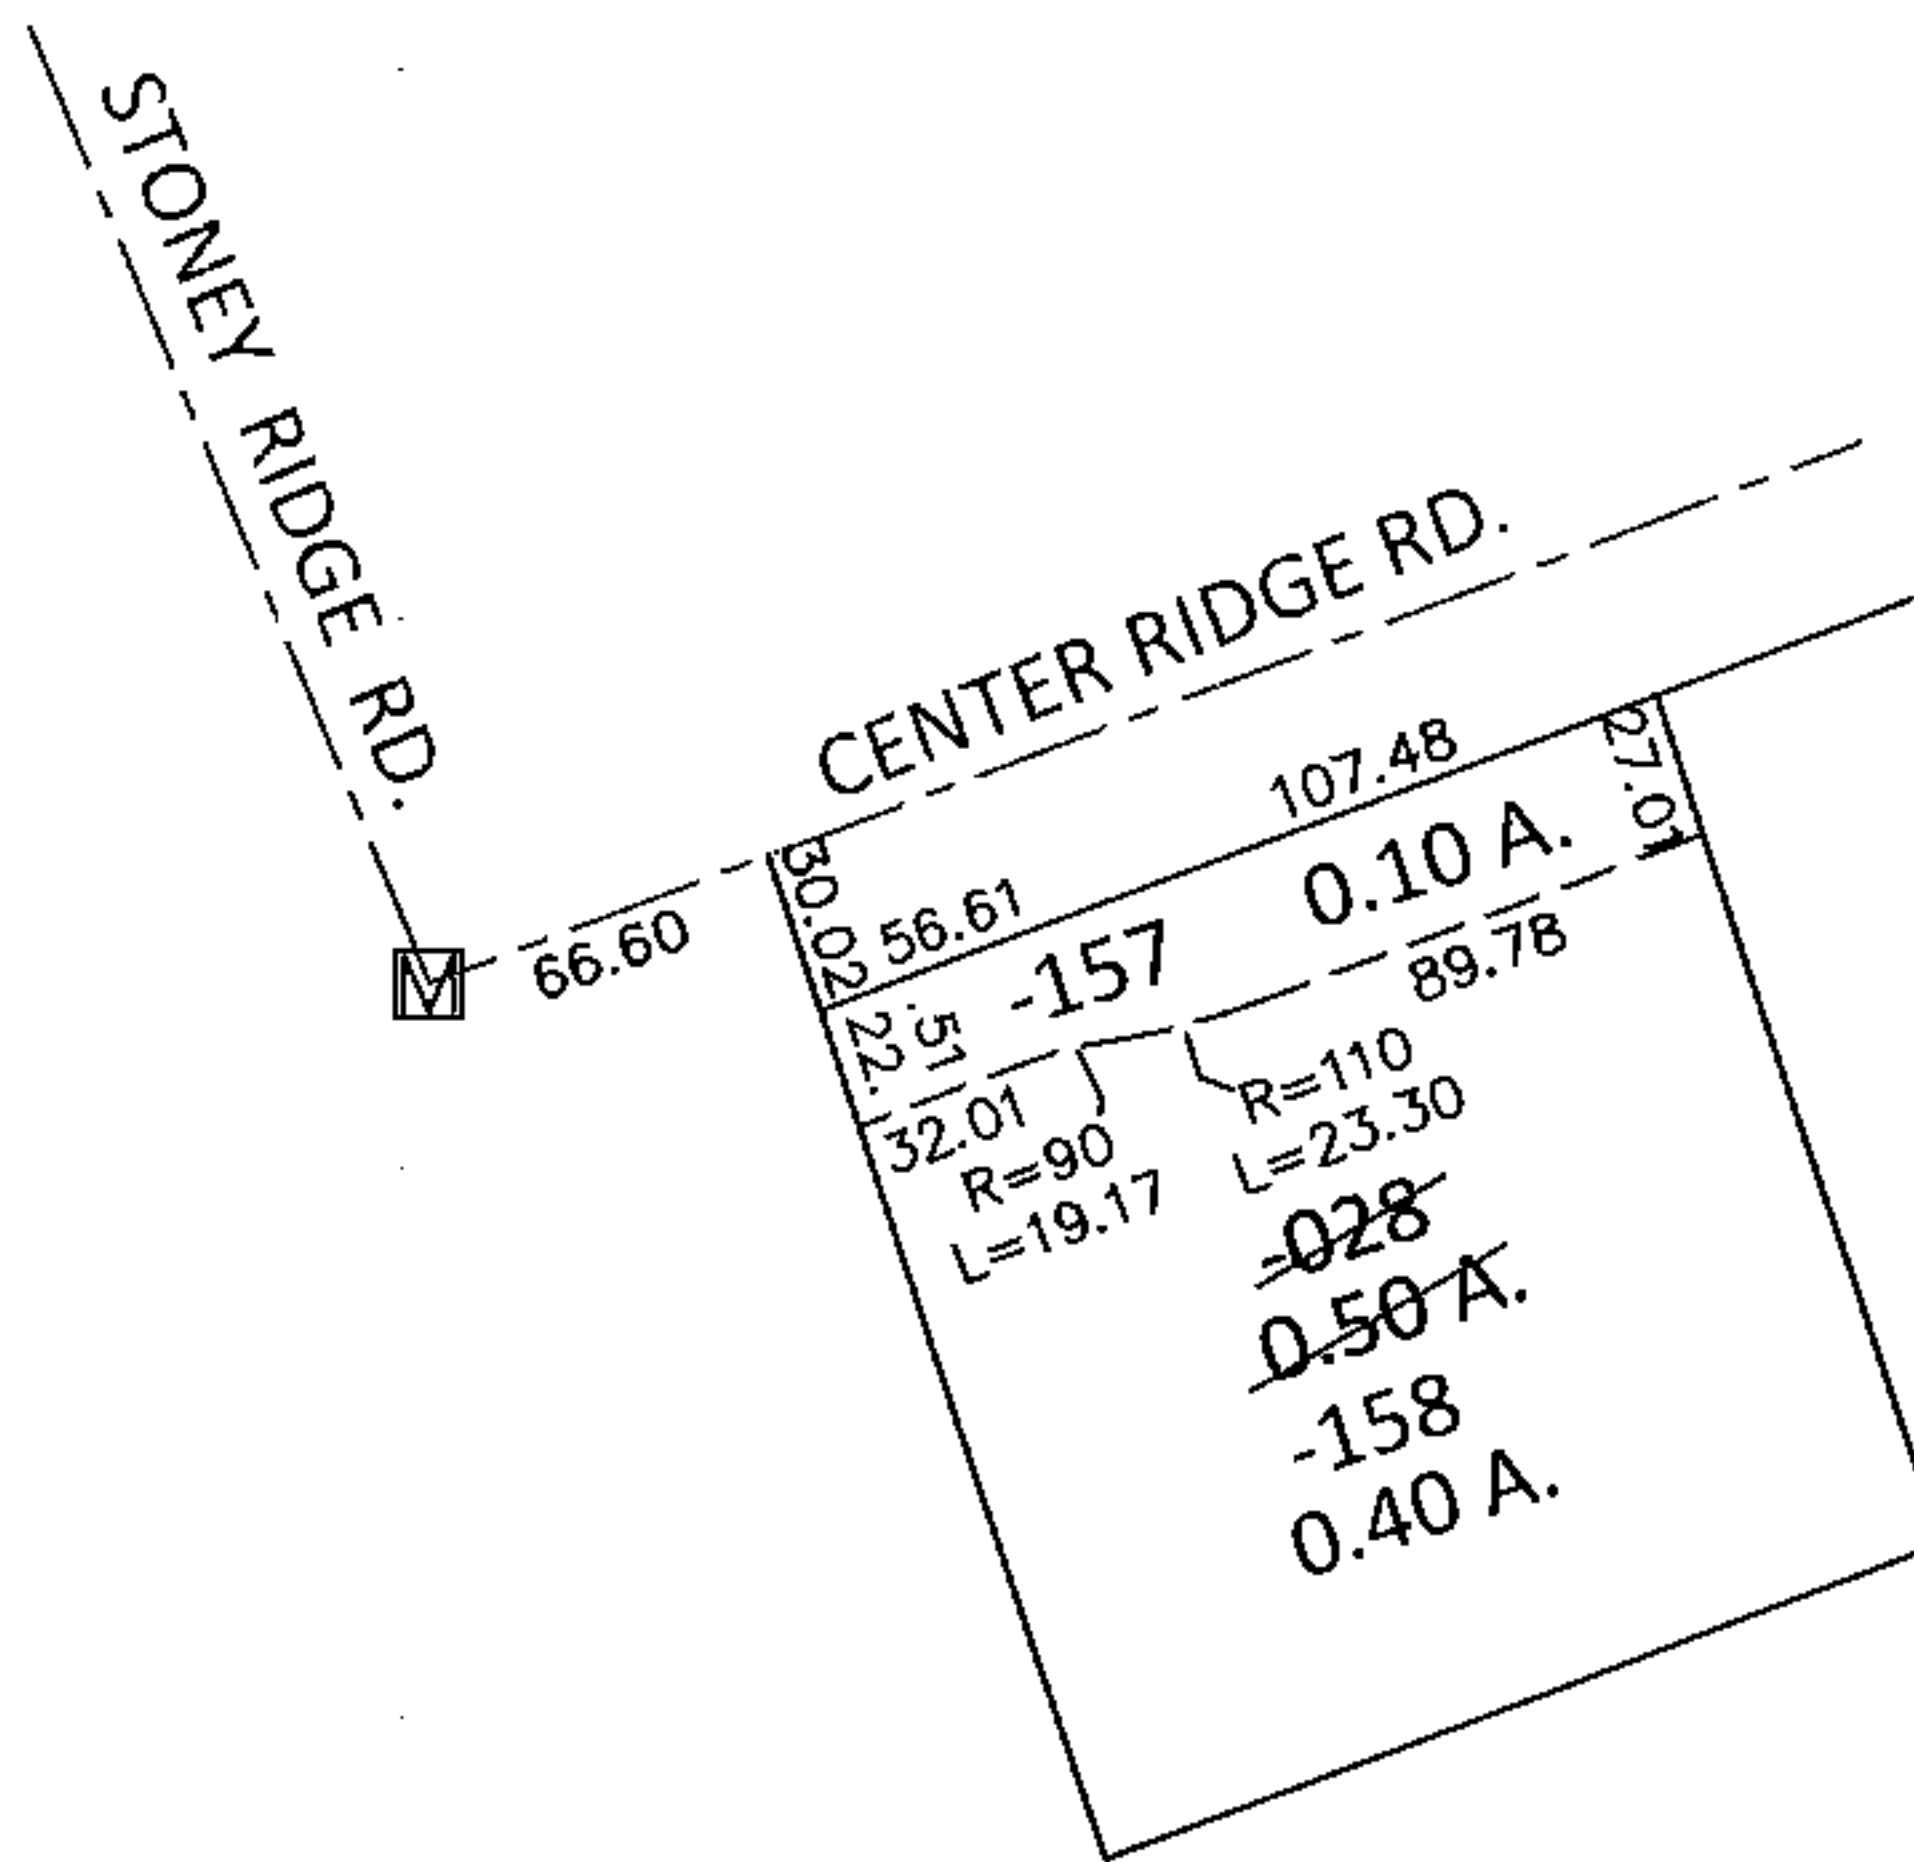 STONEY RIDGE RD.
CENTER RIDGE RD.
66.60
30.02
56.61
107.48
27.01
-157
0.10 A.
22.
.51
32.01
89.78
R=90
L=19.17
R=110
L=23.30
-028
0.50 A.
-158
0.40 A.